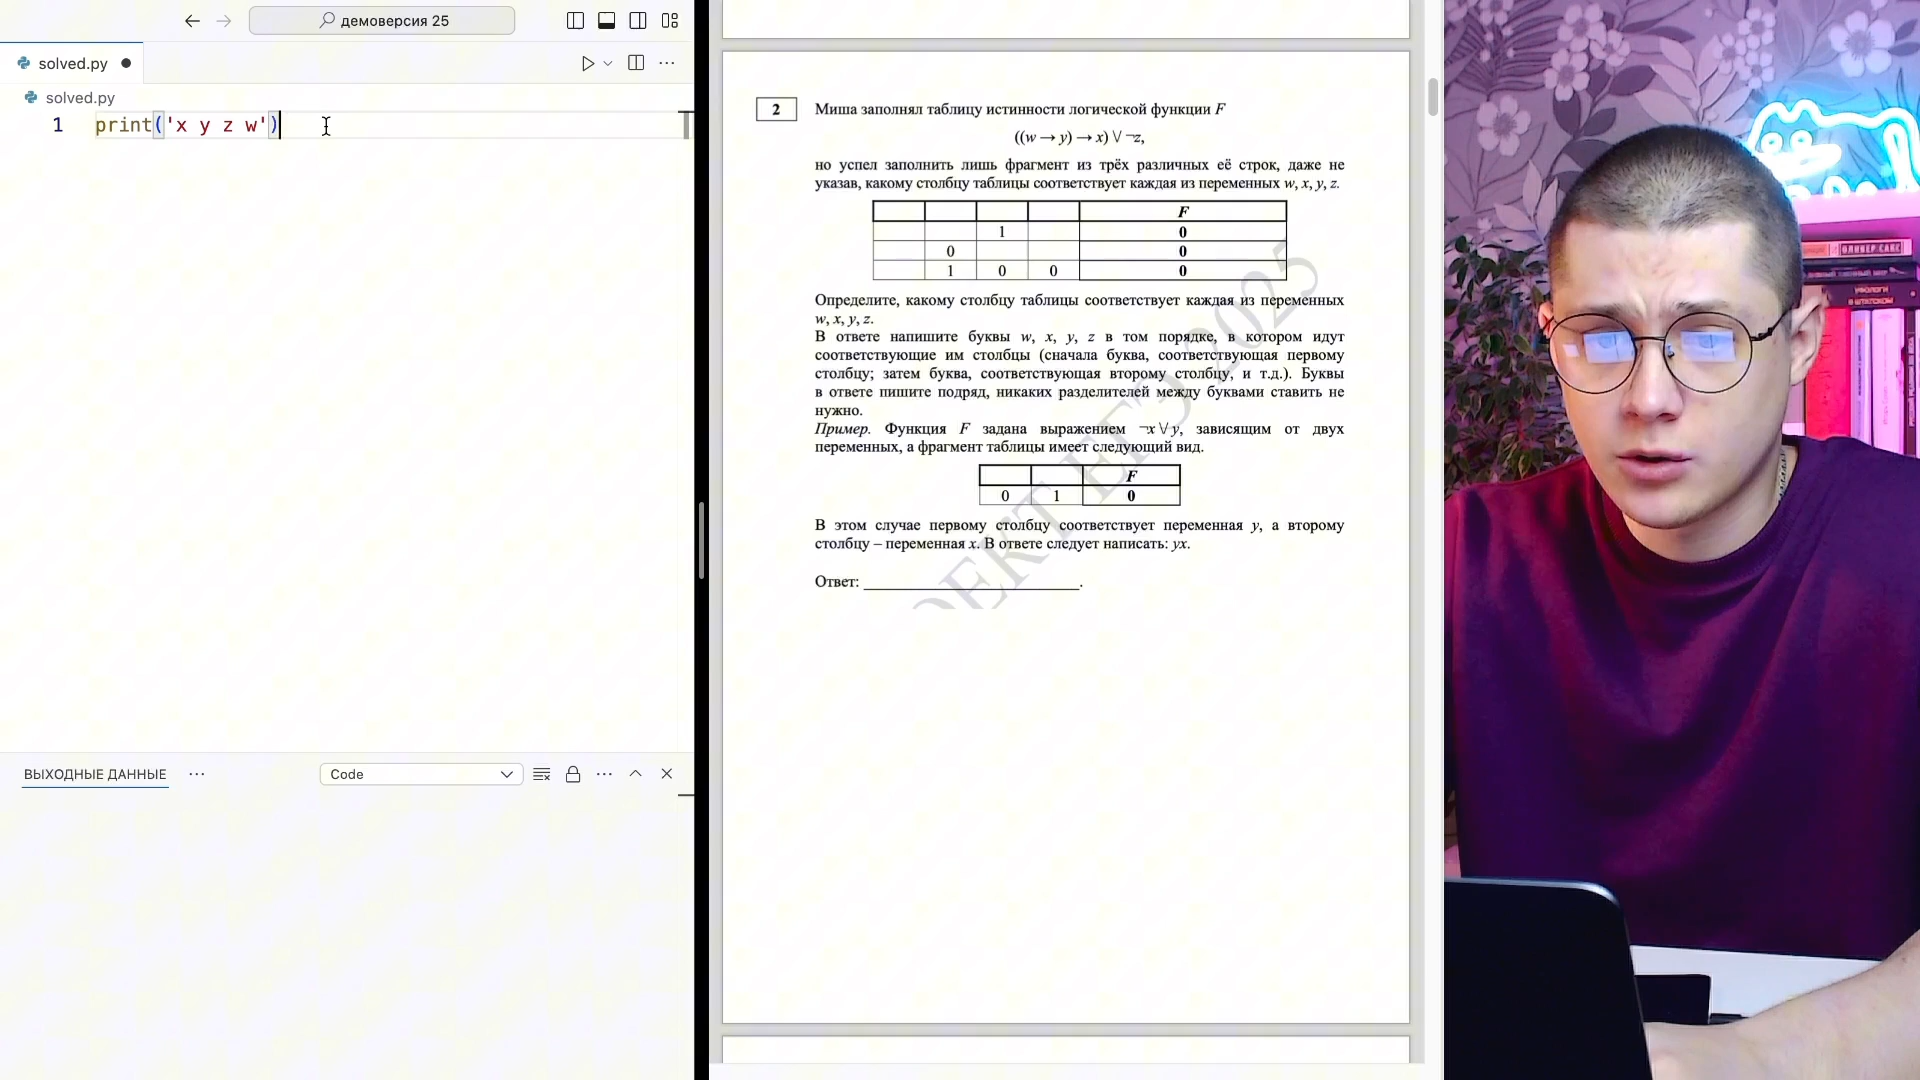 демоверсия 25
solved.py
solved.py
1 print('x y z w')
ВЫХОДНЫЕ ДАННЫЕ
Code
2
Миша заполнял таблицу истинности логической функции F
((w → y) → x) ∨ ¬z,
но успел заполнить лишь фрагмент из трёх различных её строк, даже не
указав, какому столбцу таблицы соответствует каждая из переменных w, x, y, z.
F
1 0
0 0
1 0 0 0
Определите, какому столбцу таблицы соответствует каждая из переменных
w, x, y, z.
В ответе напишите буквы w, x, y, z в том порядке, в котором идут
соответствующие им столбцы (сначала буква, соответствующая первому
столбцу; затем буква, соответствующая второму столбцу, и т.д.). Буквы
в ответе пишите подряд, никаких разделителей между буквами ставить не
нужно.
Пример. Функция F задана выражением ¬x ∨ y, зависящим от двух
переменных, а фрагмент таблицы имеет следующий вид.
F
0 1 0
В этом случае первому столбцу соответствует переменная y, а второму
столбцу – переменная x. В ответе следует написать: yx.
Ответ: ___________________________.
ОЕКТ ЕГЭ 2025
ОЛИВЕР САКС